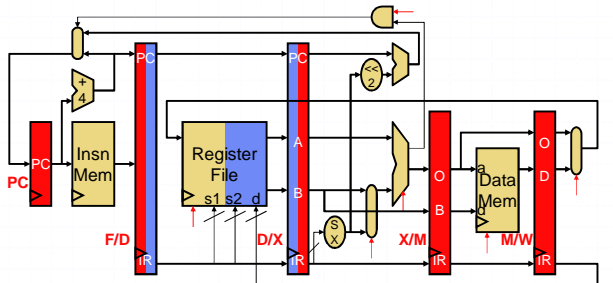 PC
PC
<<
2
+
4
PC
PC
Insn
Mem
Register
File
s1 s2 d
A
B
S
X
O
B
a
d
Data
Mem
O
D
F/D
D/X
X/M
M/W
IR
IR
IR
IR